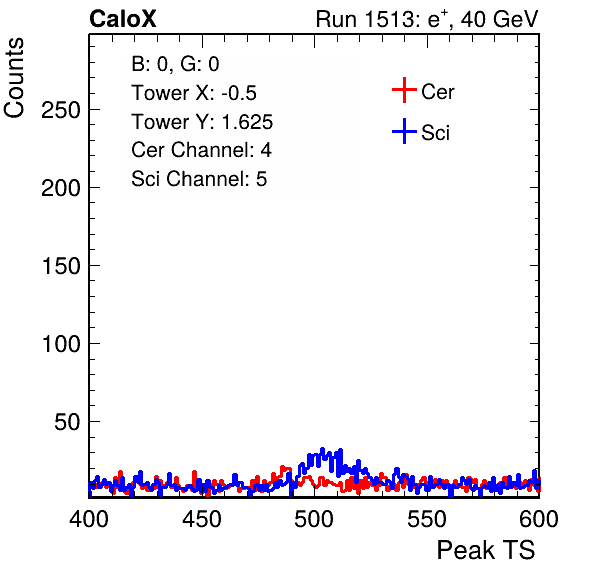 CaloX Run 1513: e⁺, 40 GeV
Counts
B: 0, G: 0
Tower X: -0.5
Tower Y: 1.625
Cer Channel: 4
Sci Channel: 5
Cer
Sci
250
200
150
100
50
400 450 500 550 600
Peak TS